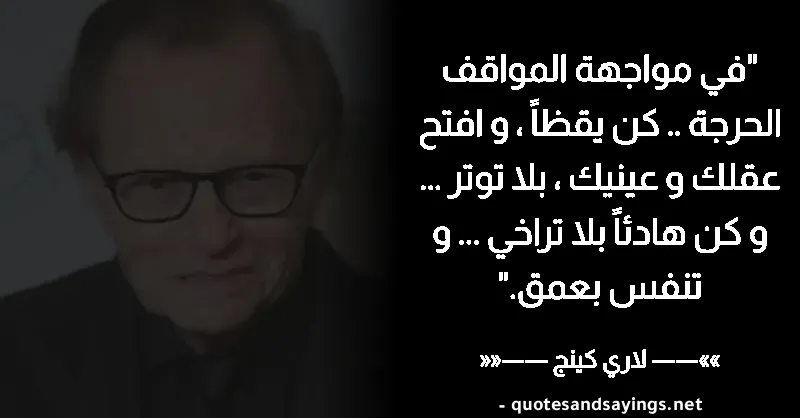 "في مواجهة المواقف
الحرجة .. كن يقظاً ، و افتح
عقلك و عينيك ، بلا توتر ...
و كن هادئاً بلا تراخي ... و
تنفس بعمق."
»»—— لاري كينج ——««
- quotesandsayings.net